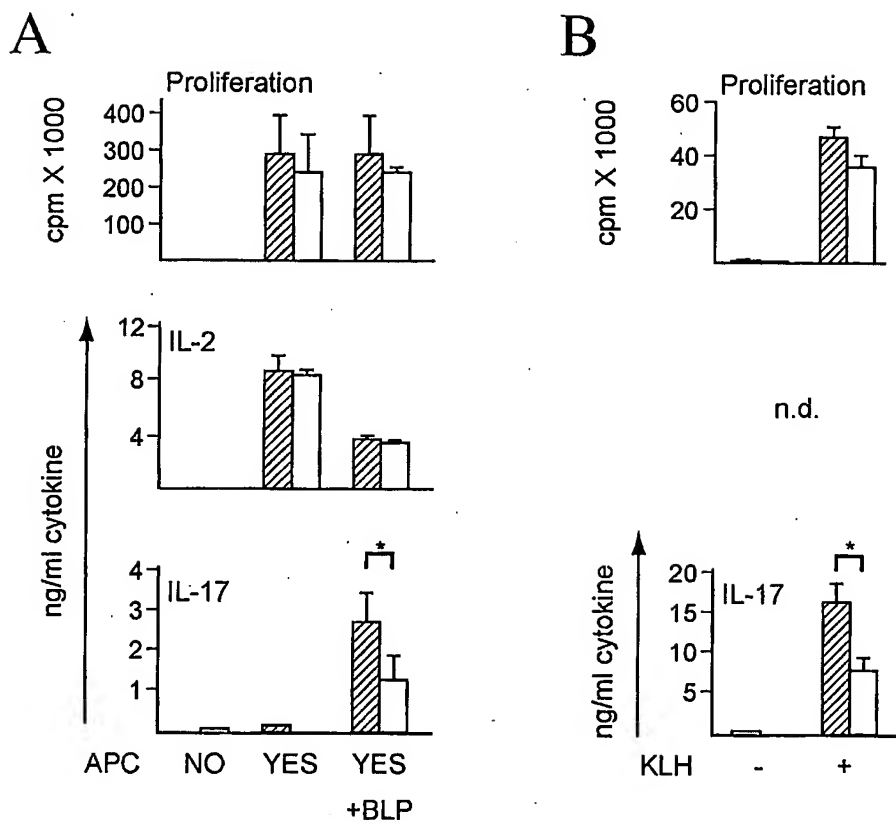 A
Proliferation
cpm X 1000
400
300
200
100
IL-2
12
8
4
IL-17
4
3
2
1
ng/ml cytokine
*
APC NO YES YES
+BLP
B
Proliferation
cpm X 1000
60
40
20
n.d.
IL-17
20
15
10
5
ng/ml cytokine
*
KLH - +